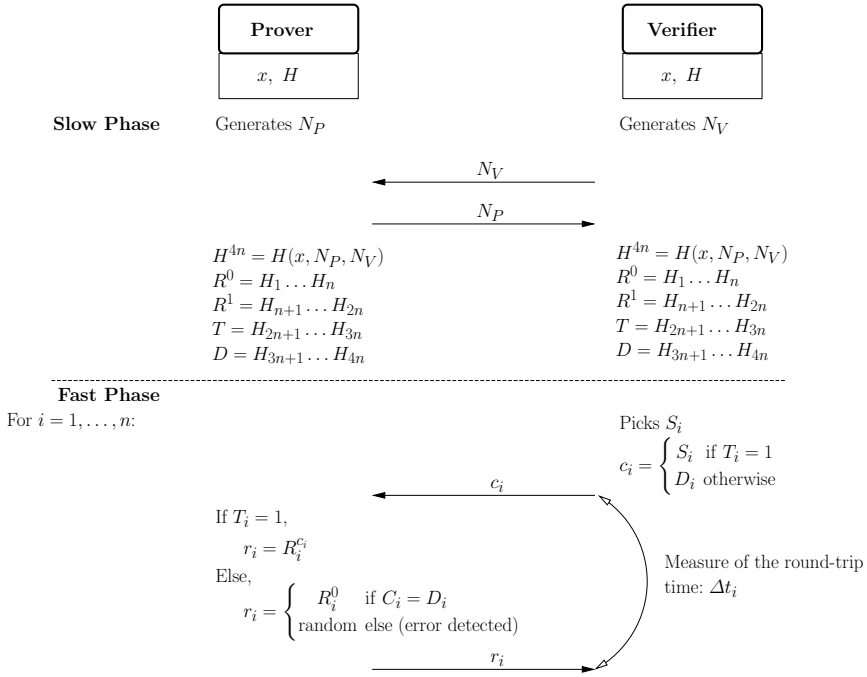 Prover Verifier
x, H x, H
Slow Phase Generates N_P Generates N_V
N_V
N_P
H^{4n} = H(x, N_P, N_V) H^{4n} = H(x, N_P, N_V)
R^0 = H_1 … H_n R^0 = H_1 … H_n
R^1 = H_{n+1} … H_{2n} R^1 = H_{n+1} … H_{2n}
T = H_{2n+1} … H_{3n} T = H_{2n+1} … H_{3n}
D = H_{3n+1} … H_{4n} D = H_{3n+1} … H_{4n}
Fast Phase
For i = 1, … , n:
Picks S_i
c_i = { S_i if T_i = 1
D_i otherwise
c_i
If T_i = 1,
r_i = R_i^{c_i}
Else,
r_i = { R_i^0 if C_i = D_i
random else (error detected)
Measure of the round-trip
time: Δt_i
r_i